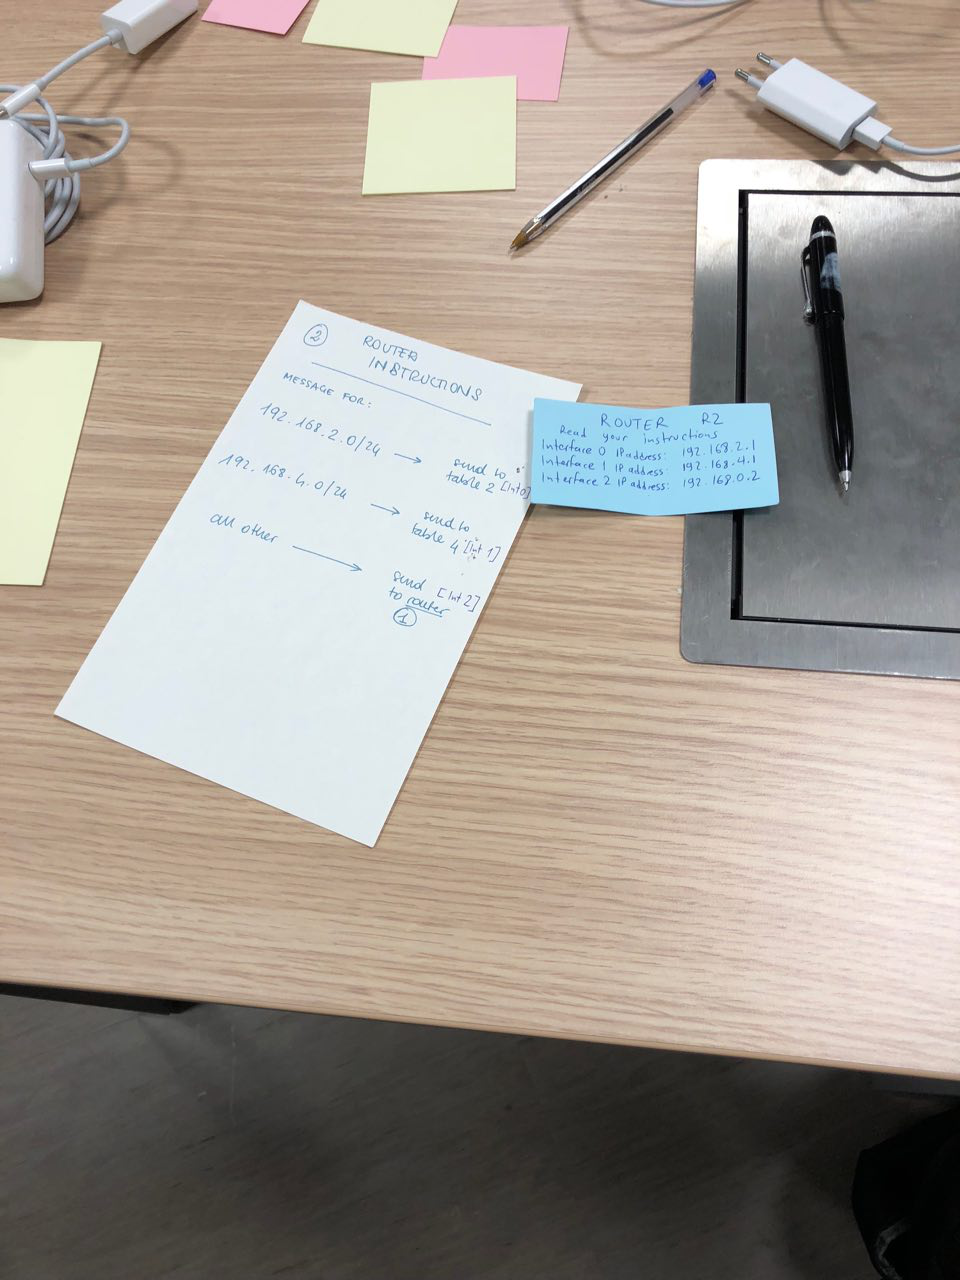 2
ROUTER
INSTRUCTIONS
MESSAGE FOR:
192.168.2.0/24 → send to
table 2 [Int0]
192.168.4.0/24 → send to
table 4 [Int 1]
all other → send [Int 2]
to router
1
ROUTER R2
Read your instructions
Interface 0 IP address: 192.168.2.1
Interface 1 IP address: 192.168.4.1
Interface 2 IP address: 192.168.0.2